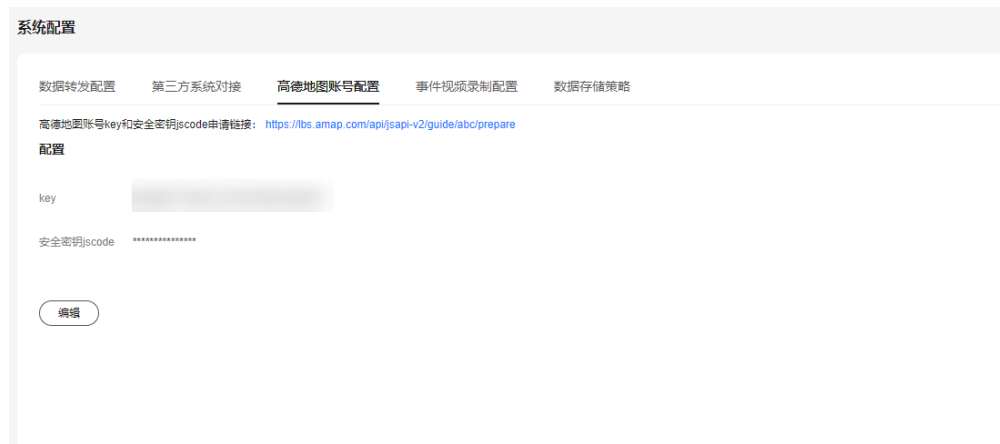 系统配置
数据转发配置 第三方系统对接 高德地图账号配置 事件视频录制配置 数据存储策略
高德地图账号key和安全密钥jscode申请链接： https://lbs.amap.com/api/jsapi-v2/guide/abc/prepare
配置
key
安全密钥jscode ***************
编辑